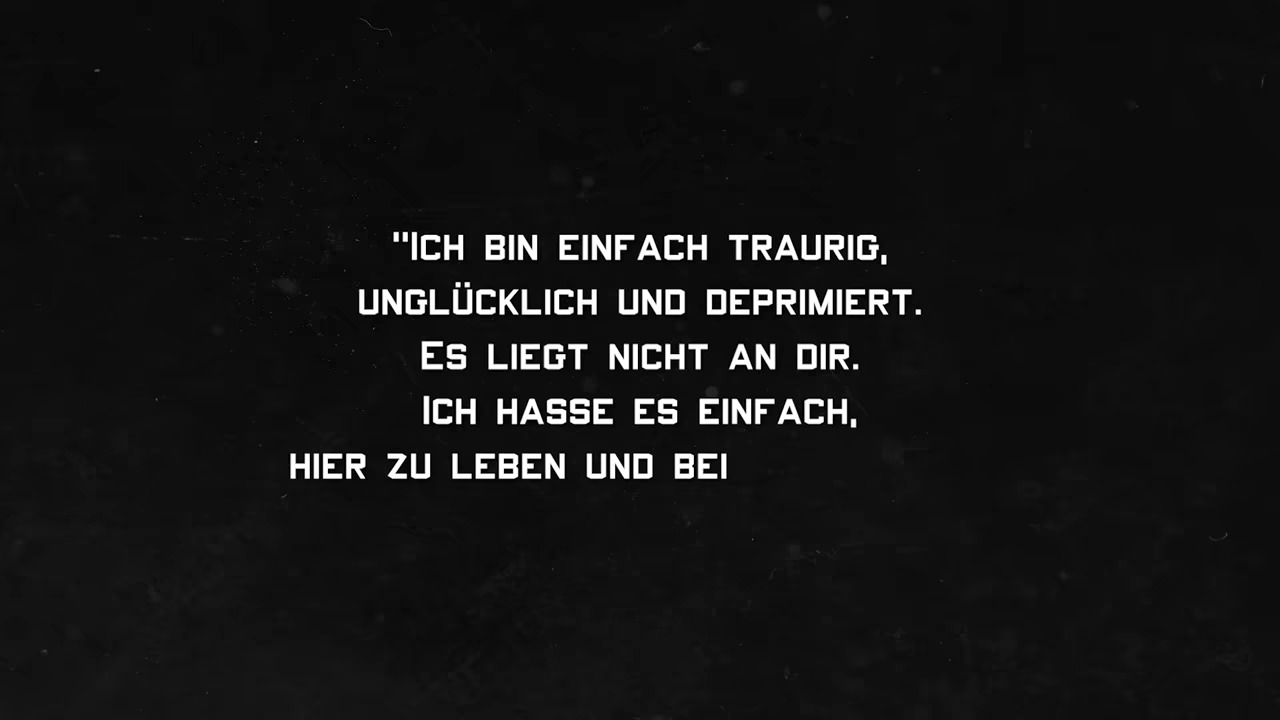 "Ich bin einfach traurig,
unglücklich und deprimiert.
Es liegt nicht an dir.
Ich hasse es einfach,
hier zu leben und bei